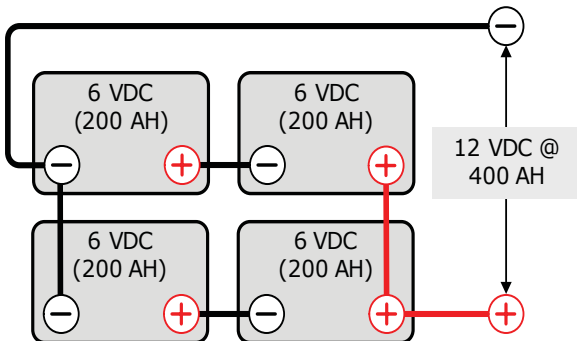 −
6 VDC
(200 AH)
6 VDC
(200 AH)
12 VDC @
400 AH
−
+
−
+
6 VDC
(200 AH)
6 VDC
(200 AH)
−
+
−
+
+